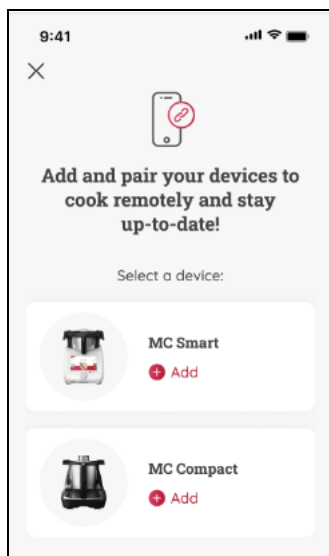 9:41
Add and pair your devices to
cook remotely and stay
up-to-date!
Select a device:
MC Smart
Add
MC Compact
Add